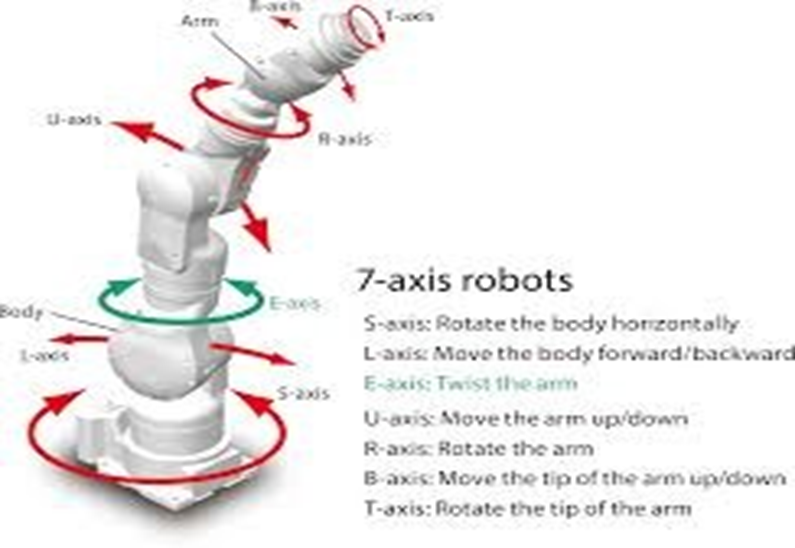 B-axis
T-axis
Arm
U-axis
R-axis
7-axis robots
E-axis
Body
S-axis: Rotate the body horizontally
L-axis
L-axis: Move the body forward/backward
E-axis: Twist the arm
S-axis
U-axis: Move the arm up/down
R-axis: Rotate the arm
B-axis: Move the tip of the arm up/down
T-axis: Rotate the tip of the arm